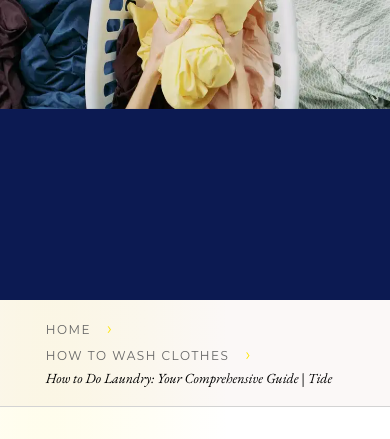 HOME
HOW TO WASH CLOTHES
How to Do Laundry: Your Comprehensive Guide | Tide